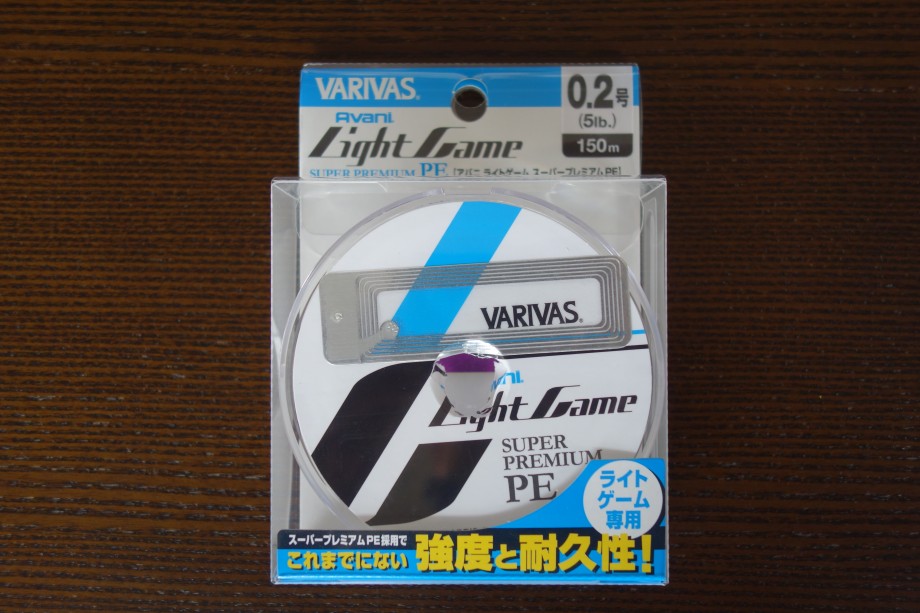 VARIVAS®
0.2号
(5lb.)
150m
Avani
Light Game
SUPER PREMIUM PE [アバニ ライトゲーム スーパープレミアムPE]
VARIVAS®
Light Game
SUPER
PREMIUM
PE
ライト
ゲーム
専用
スーパープレミアムPE採用で
これまでにない 強度と耐久性!